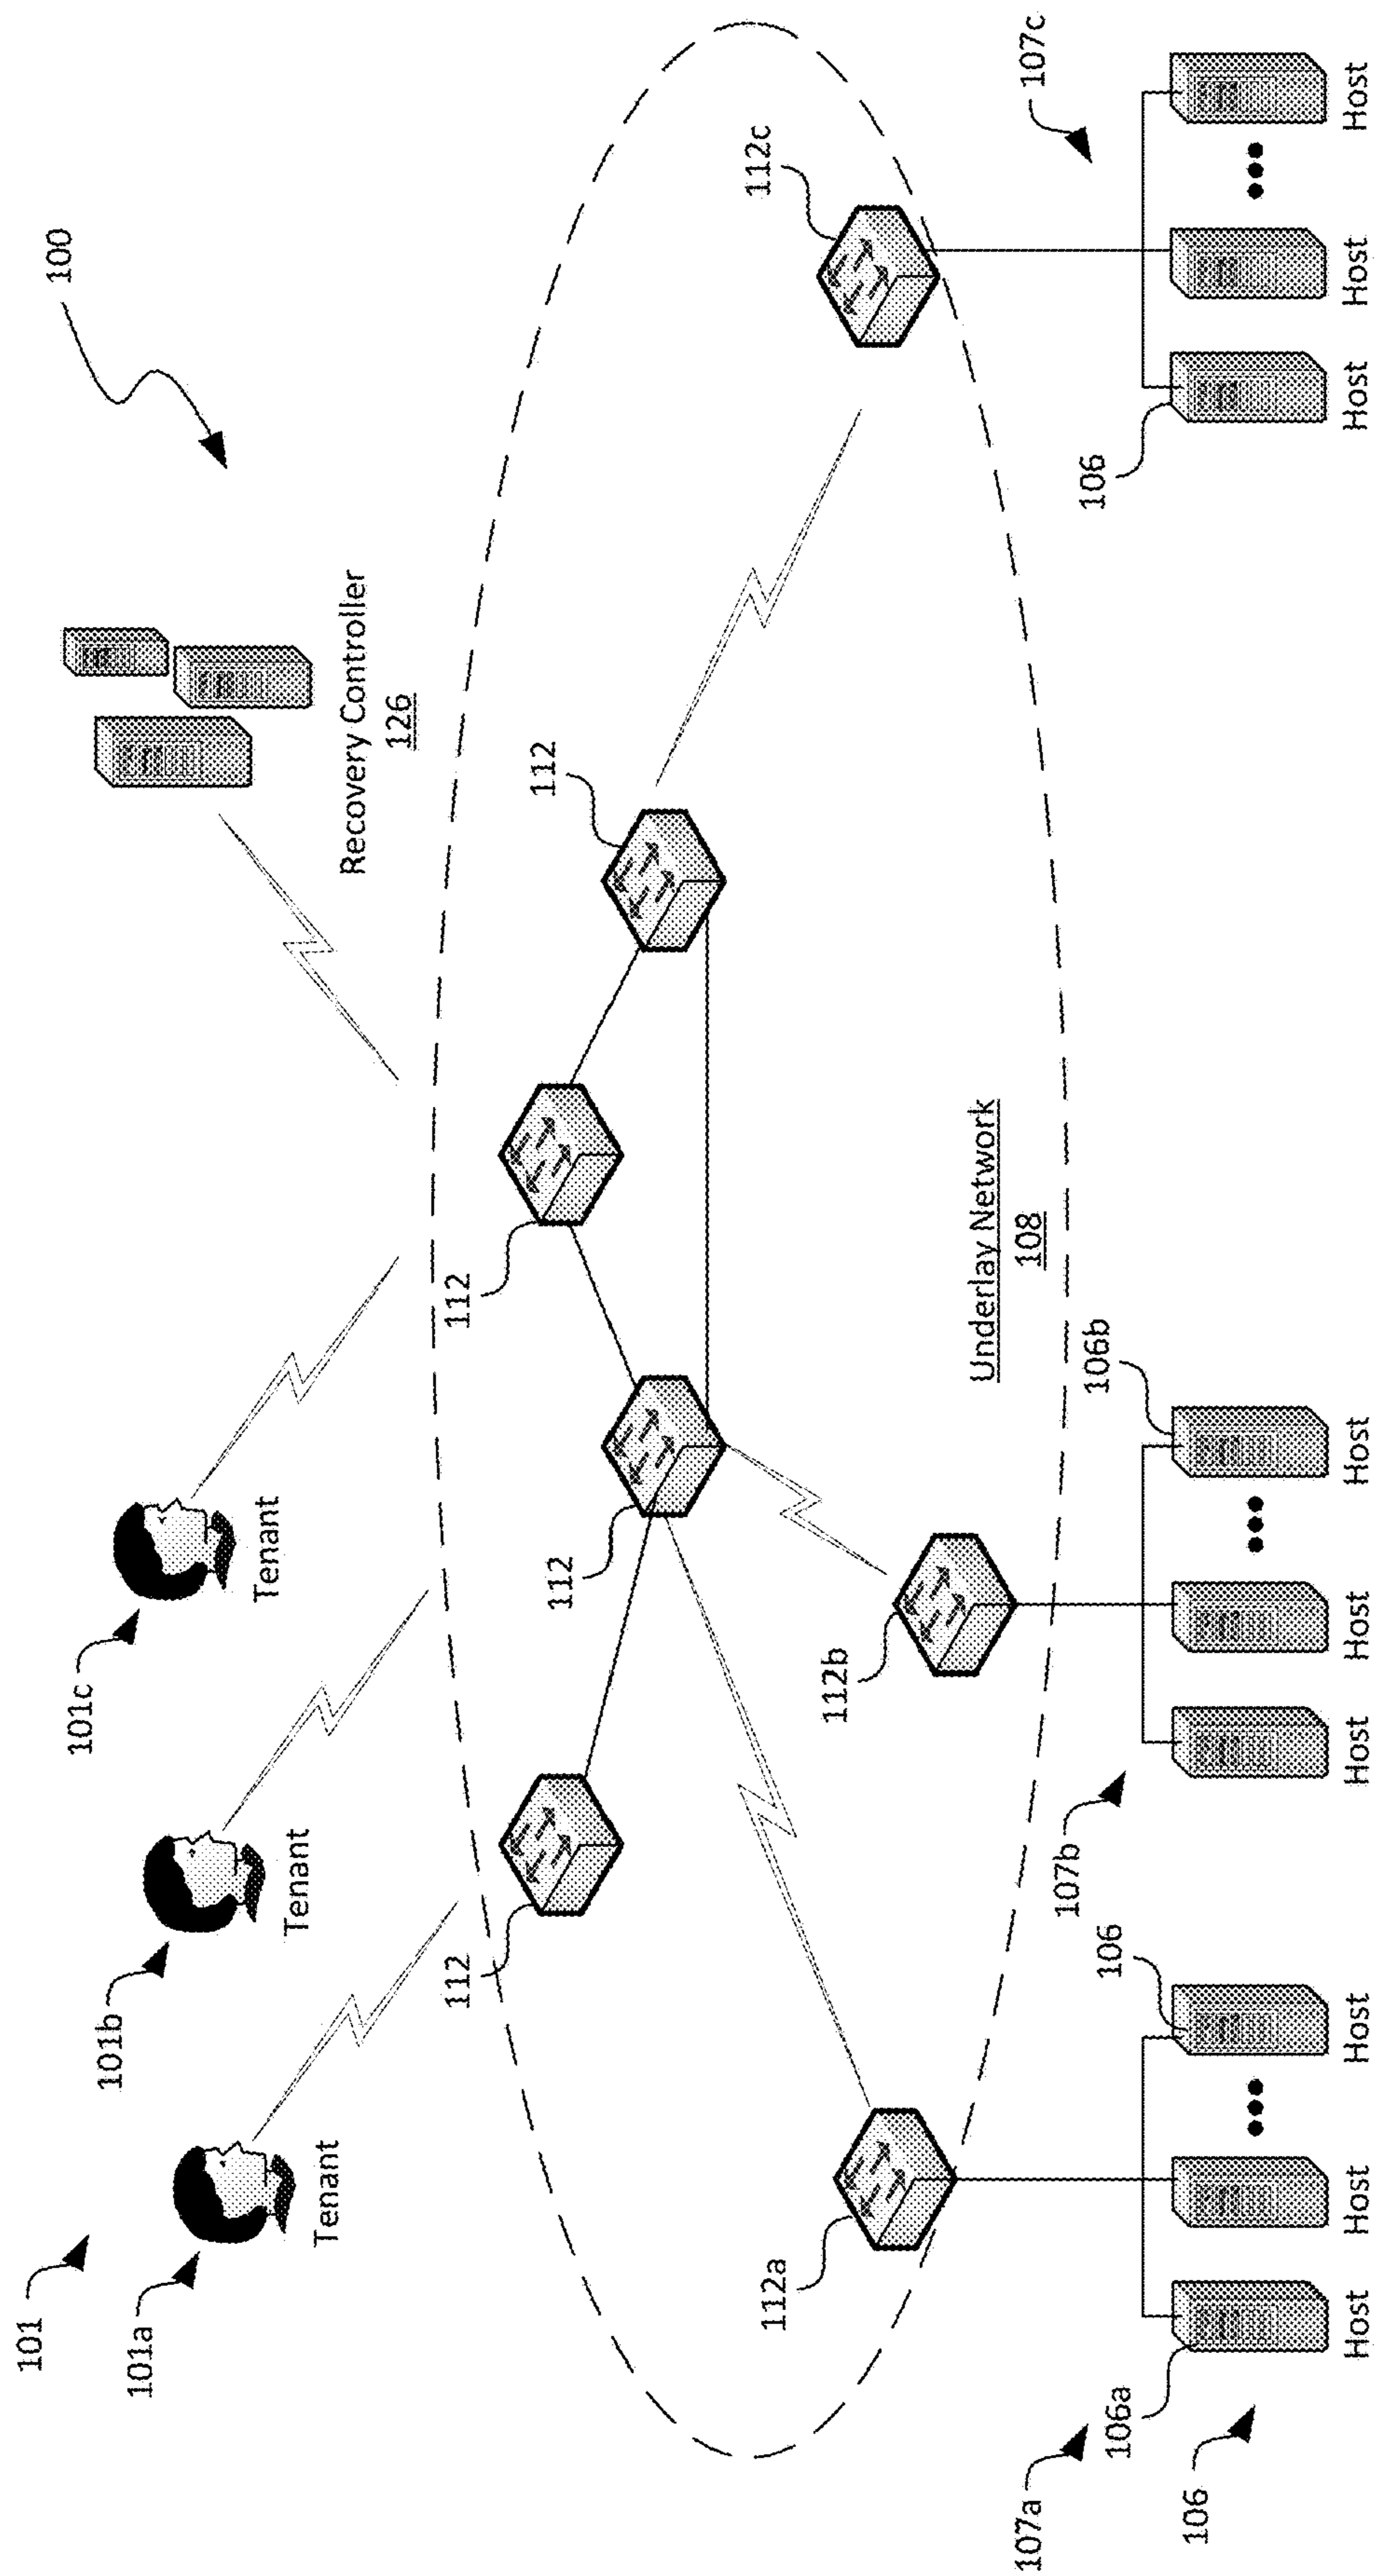 100
101
101a
Tenant
101b
Tenant
101c
Tenant
Recovery Controller
126
112
112
112
112
112a
112b
112c
Underlay Network
108
107a
106a
106
106
107b
106b
106
107c
Host
Host
Host
Host
Host
Host
Host
Host
Host